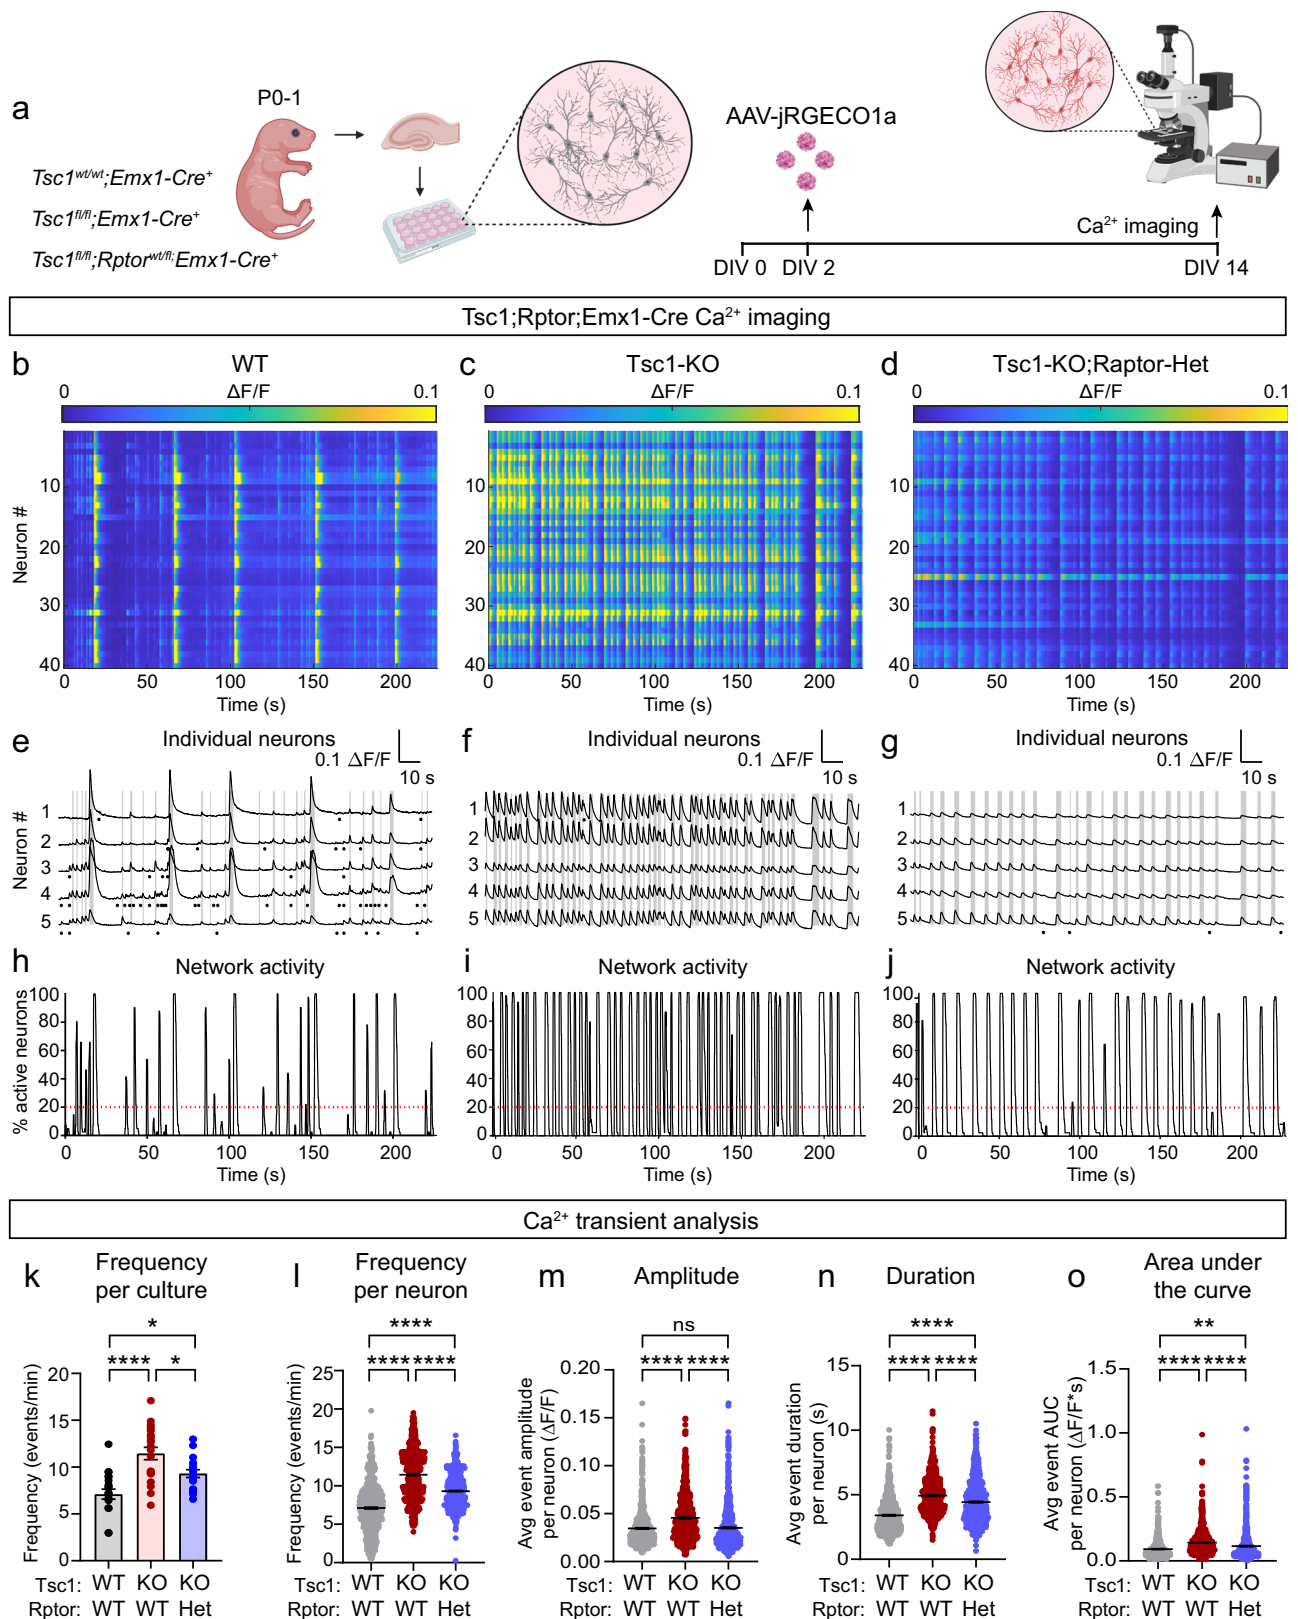 a
P0-1
Tsc1wt/wt;Emx1-Cre+
Tsc1fl/fl;Emx1-Cre+
Tsc1fl/fl;Rptorwt/fl;Emx1-Cre+
AAV-jRGECO1a
Ca2+ imaging
DIV 0 DIV 2 DIV 14
Tsc1;Rptor;Emx1-Cre Ca2+ imaging
b WT
0 ΔF/F 0.1
Neuron #
10
20
30
40
0 50 100 150 200
Time (s)
c Tsc1-KO
0 ΔF/F 0.1
10
20
30
40
0 50 100 150 200
Time (s)
d Tsc1-KO;Raptor-Het
0 ΔF/F 0.1
10
20
30
40
0 50 100 150 200
Time (s)
e Individual neurons
0.1 ΔF/F
10 s
Neuron #
1
2
3
4
5
f Individual neurons
0.1 ΔF/F
10 s
1
2
3
4
5
g Individual neurons
0.1 ΔF/F
10 s
1
2
3
4
5
h Network activity
% active neurons
100
80
60
40
20
0
0 50 100 150 200
Time (s)
i Network activity
100
80
60
40
20
0
0 50 100 150 200
Time (s)
j Network activity
100
80
60
40
20
0
0 50 100 150 200
Time (s)
Ca2+ transient analysis
k Frequency
per culture
*
**** *
Frequency (events/min)
20
15
10
5
0
Tsc1: WT KO KO
Rptor: WT WT Het
l Frequency
per neuron
****
**** ****
Frequency (events/min)
25
20
15
10
5
0
Tsc1: WT KO KO
Rptor: WT WT Het
m Amplitude
ns
**** ****
Avg event amplitude
per neuron (ΔF/F)
0.20
0.15
0.10
0.05
0.00
Tsc1: WT KO KO
Rptor: WT WT Het
n Duration
****
**** ****
Avg event duration
per neuron (s)
15
10
5
0
Tsc1: WT KO KO
Rptor: WT WT Het
o Area under
the curve
**
**** ****
Avg event AUC
per neuron (ΔF/F*s)
1.5
1.0
0.5
0.0
Tsc1: WT KO KO
Rptor: WT WT Het